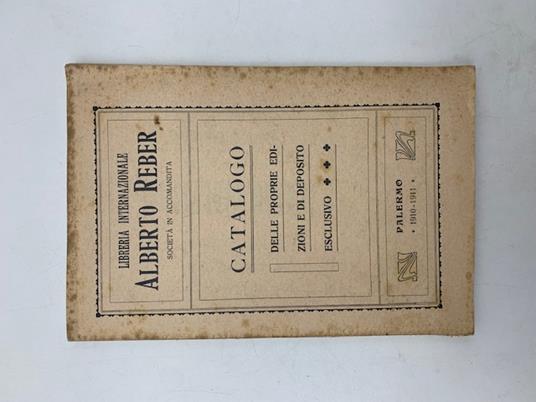 LIBRERIA INTERNAZIONALE
ALBERTO REBER
SOCIETÀ IN ACCOMANDITA
CATALOGO
DELLE PROPRIE EDI-
ZIONI E DI DEPOSITO
ESCLUSIVO
PALERMO
• 1910-1911 •